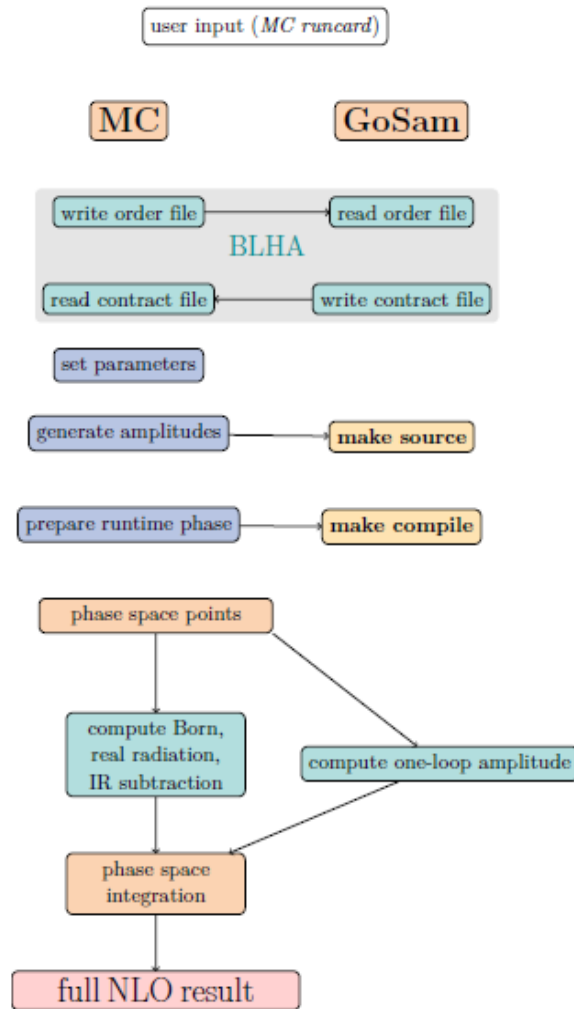 user input (MC runcard)
MC
GoSam
write order file
read order file
BLHA
read contract file
write contract file
set parameters
generate amplitudes
make source
prepare runtime phase
make compile
phase space points
compute Born,
real radiation,
IR subtraction
compute one-loop amplitude
phase space
integration
full NLO result